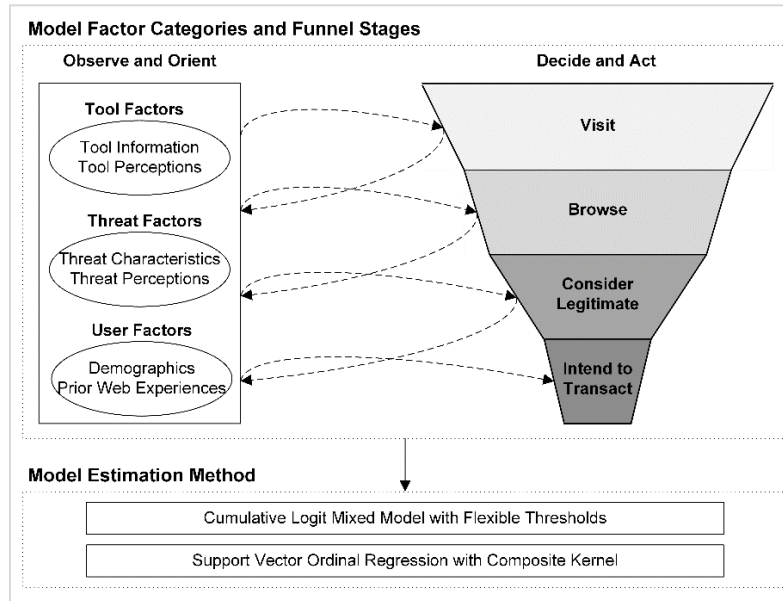 Model Factor Categories and Funnel Stages
Observe and Orient
Tool Factors
Tool Information
Tool Perceptions
Threat Factors
Threat Characteristics
Threat Perceptions
User Factors
Demographics
Prior Web Experiences
Decide and Act
Visit
Browse
Consider
Legitimate
Intend to
Transact
Model Estimation Method
Cumulative Logit Mixed Model with Flexible Thresholds
Support Vector Ordinal Regression with Composite Kernel